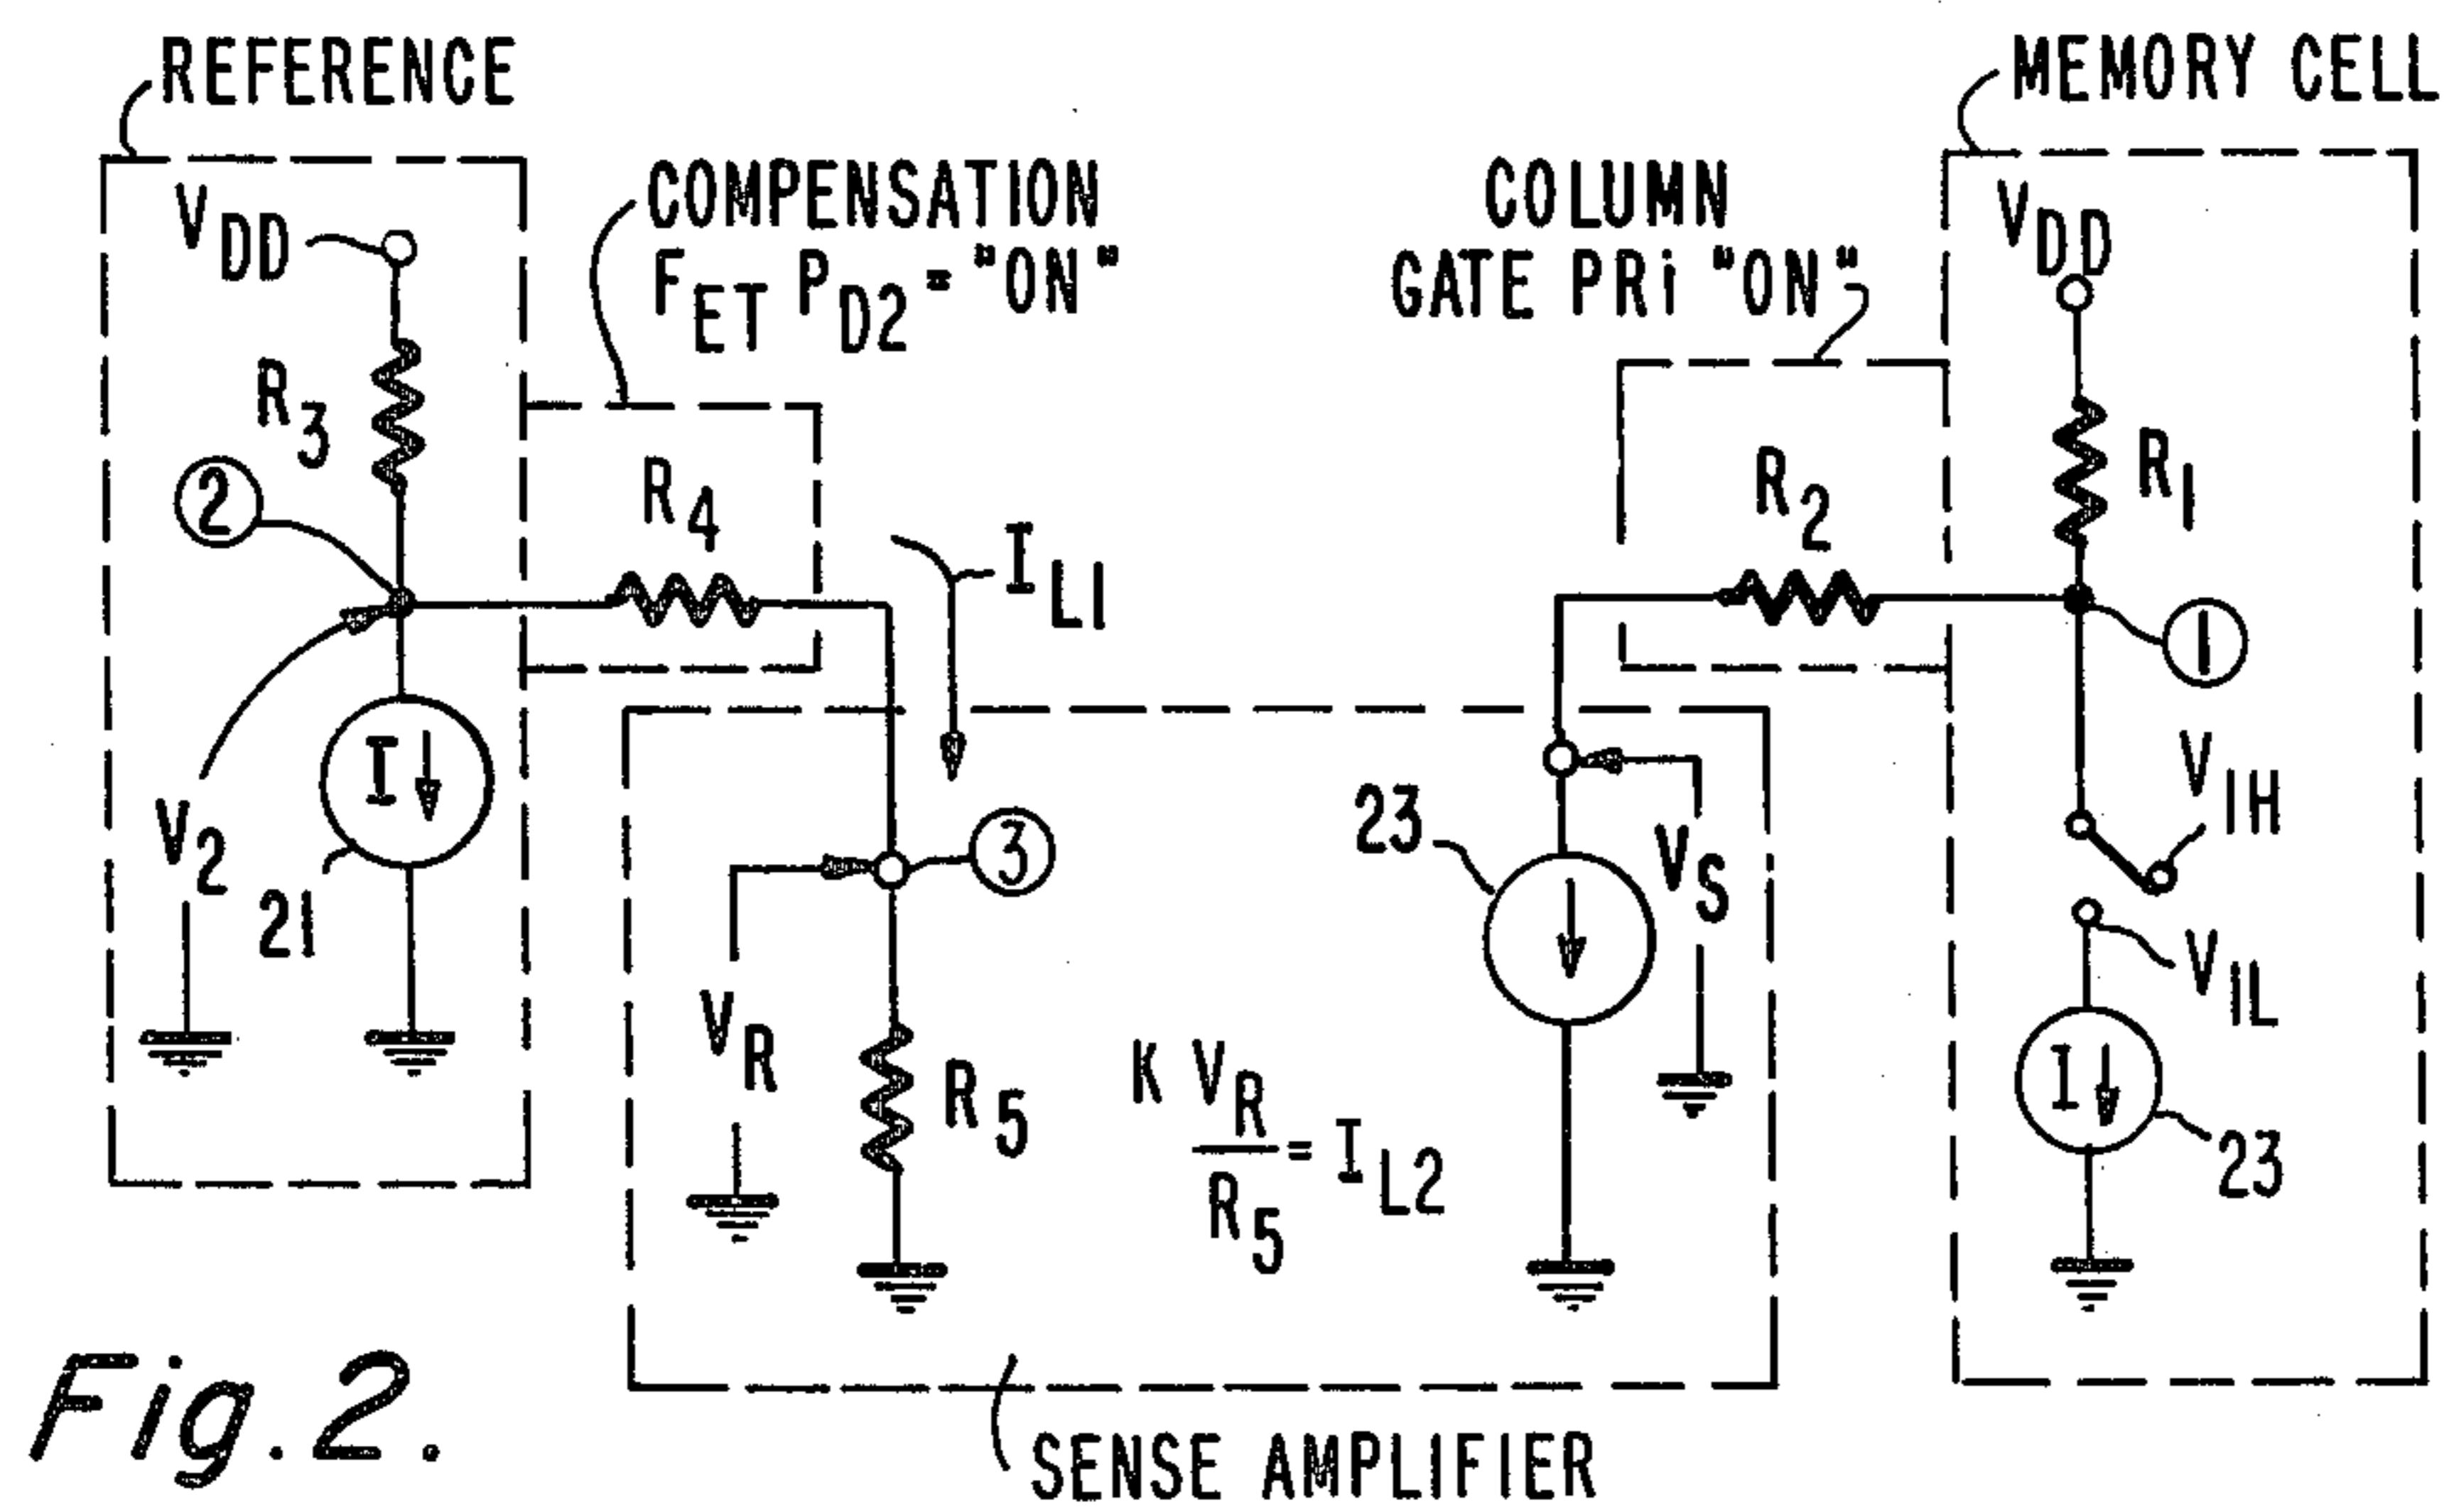 REFERENCE
MEMORY CELL
COMPENSATION
FET PD2 = "ON"
COLUMN
GATE PRi "ON"
VDD
VDD
R3
R1
2
R4
R2
IL1
1
I
V2
21
3
23
VS
VIH
VIL
VR
R5
K VR
R5
= IL2
I
23
SENSE AMPLIFIER
Fig. 2.